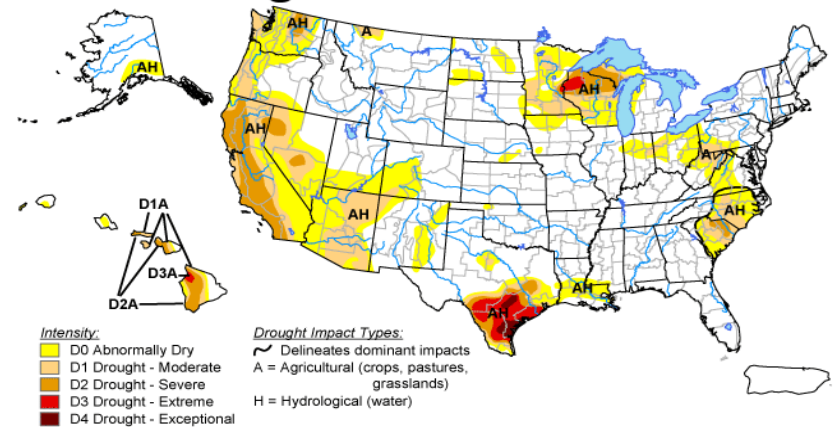 AH
A
AH
AH
AH
A
AH
AH
AH
AH
AH
D1A
D3A
D2A
Intensity:
D0 Abnormally Dry
D1 Drought - Moderate
D2 Drought - Severe
D3 Drought - Extreme
D4 Drought - Exceptional
Drought Impact Types:
Delineates dominant impacts
A = Agricultural (crops, pastures,
grasslands)
H = Hydrological (water)